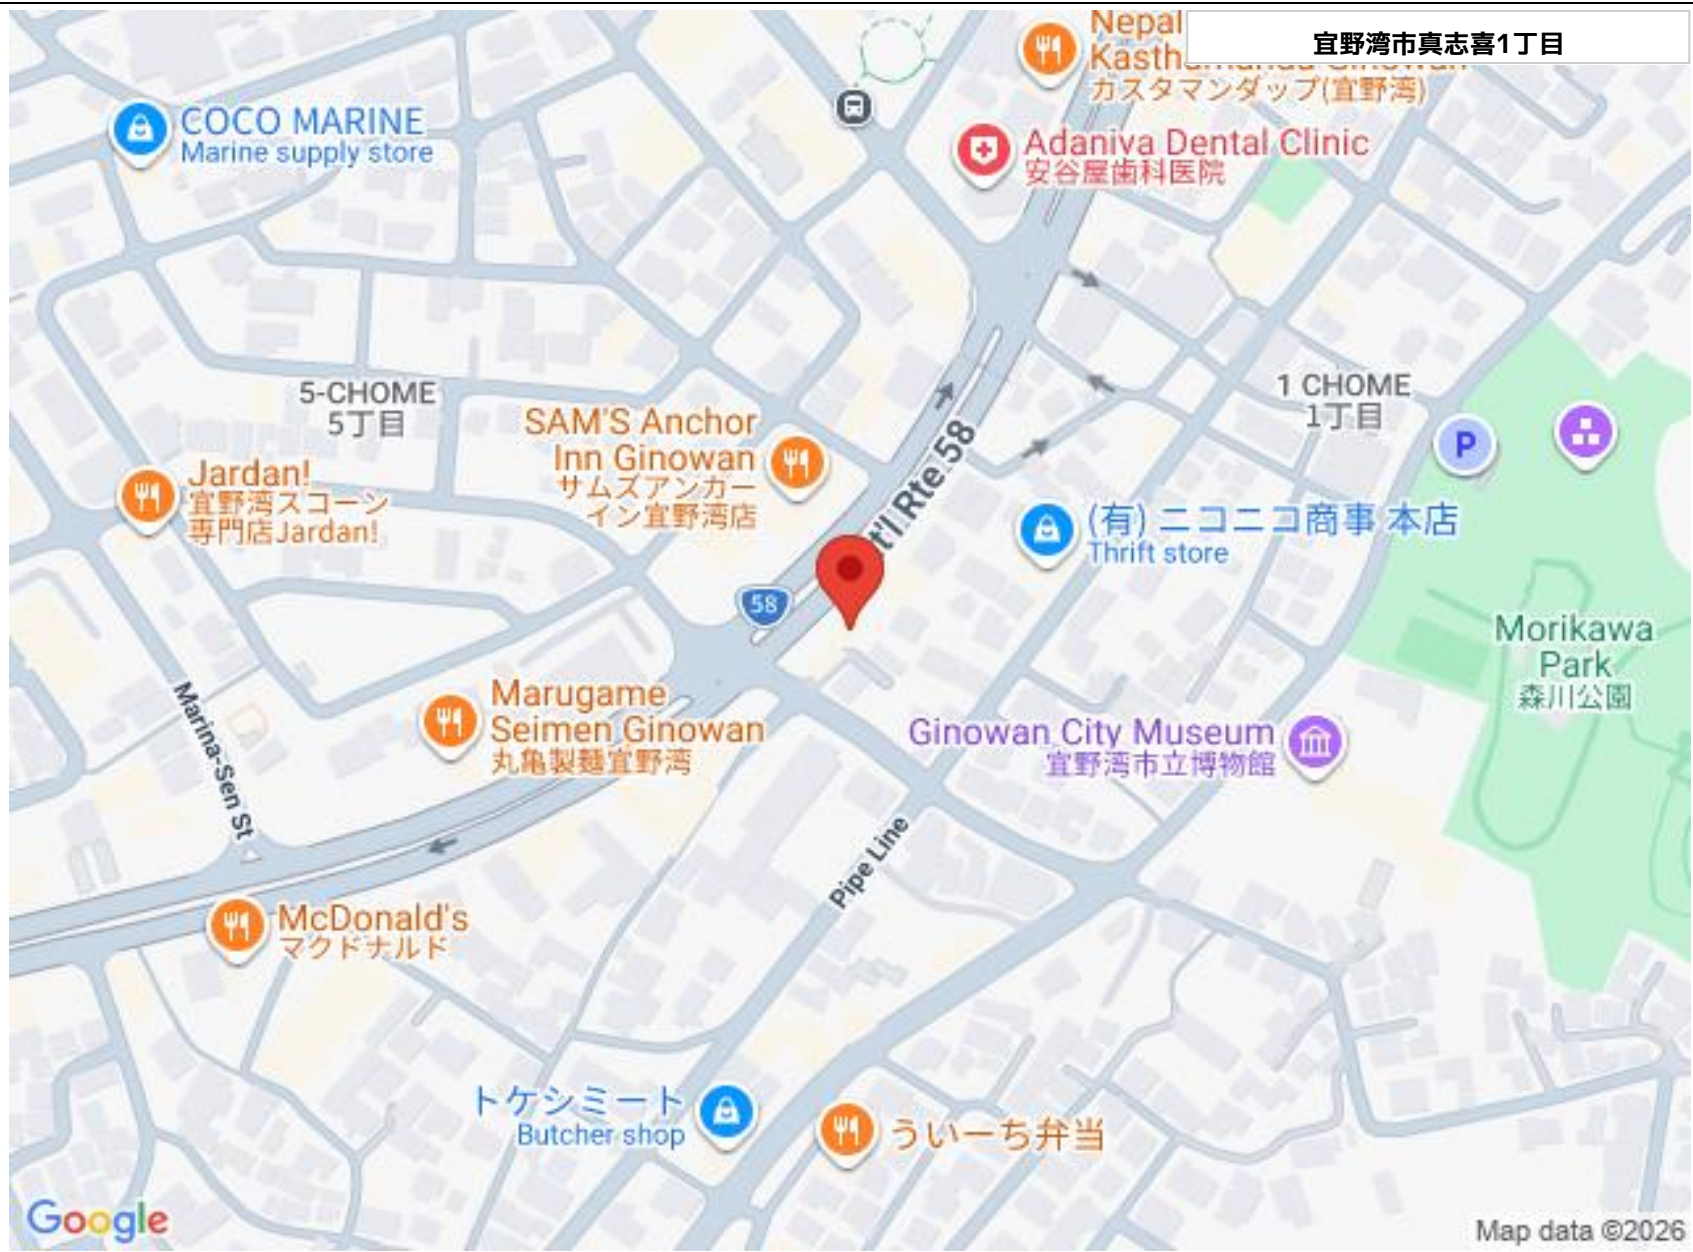 Nepal
宜野湾市真志喜1丁目
カスタマンダップ(宜野湾)
COCO MARINE
Marine supply store
Adaniva Dental Clinic
安谷屋歯科医院
5-CHOME
5丁目
1 CHOME
1丁目
SAM'S Anchor
Inn Ginowan
サムズアンカー
イン宜野湾店
t'l Rte 58
P
Jardan!
宜野湾スコーン
専門店Jardan!
(有) ニコニコ商事 本店
Thrift store
58
Morikawa
Park
森川公園
Marugame
Seimen Ginowan
丸亀製麺宜野湾
Ginowan City Museum
宜野湾市立博物館
Marina-Sen St
Pipe Line
McDonald's
マクドナルド
トケシミート
Butcher shop
ういーち弁当
Google
Map data ©2026